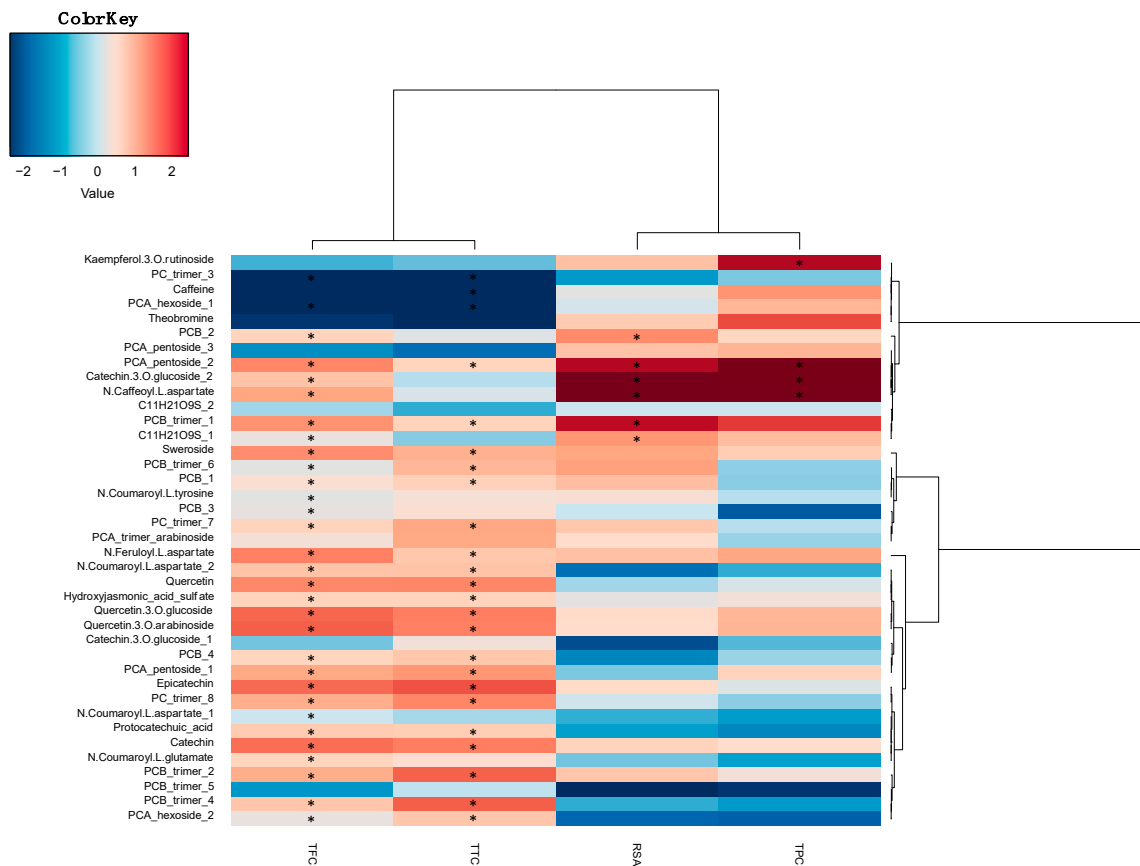 ColorKey
−2 −1 0 1 2
Value
Kaempferol.3.O.rutinoside
*
PC_trimer_3
* *
Caffeine
*
PCA_hexoside_1
* *
Theobromine
PCB_2
* *
PCA_pentoside_3
PCA_pentoside_2
* * * *
Catechin.3.O.glucoside_2
* * *
N.Caffeoyl.L.aspartate
* * *
C11H21O9S_2
PCB_trimer_1
* * *
C11H21O9S_1
* *
Sweroside
* *
PCB_trimer_6
* *
PCB_1
* *
N.Coumaroyl.L.tyrosine
*
PCB_3
*
PC_trimer_7
* *
PCA_trimer_arabinoside
N.Feruloyl.L.aspartate
* *
N.Coumaroyl.L.aspartate_2
* *
Quercetin
* *
Hydroxyjasmonic_acid_sulfate
* *
Quercetin.3.O.glucoside
* *
Quercetin.3.O.arabinoside
* *
Catechin.3.O.glucoside_1
PCB_4
* *
PCA_pentoside_1
* *
Epicatechin
* *
PC_trimer_8
* *
N.Coumaroyl.L.aspartate_1
*
Protocatechuic_acid
* *
Catechin
* *
N.Coumaroyl.L.glutamate
*
PCB_trimer_2
* *
PCB_trimer_5
PCB_trimer_4
* *
PCA_hexoside_2
* *
TFC
TTC
RSA
TPC